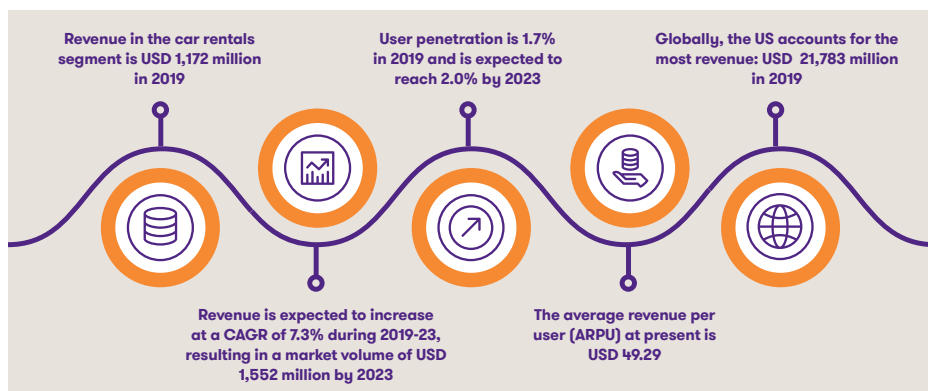 Revenue in the car rentals
segment is USD 1,172 million
in 2019
User penetration is 1.7%
in 2019 and is expected to
reach 2.0% by 2023
Globally, the US accounts for the
most revenue: USD 21,783 million
in 2019
Revenue is expected to increase
at a CAGR of 7.3% during 2019-23,
resulting in a market volume of USD
1,552 million by 2023
The average revenue per
user (ARPU) at present is
USD 49.29